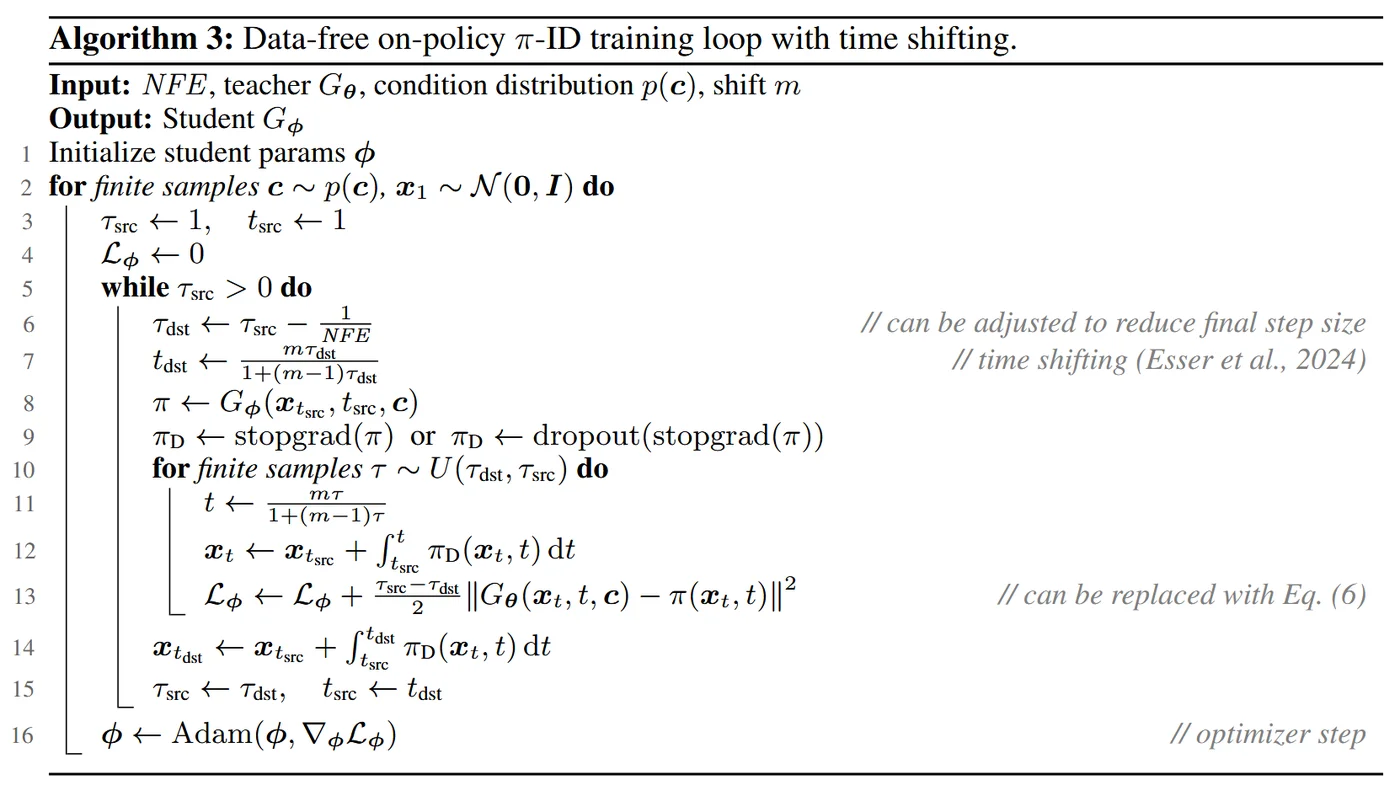 Algorithm 3: Data-free on-policy π-ID training loop with time shifting.
Input: NFE, teacher G_θ, condition distribution p(c), shift m
Output: Student G_ϕ
1 Initialize student params ϕ
2 for finite samples c ∼ p(c), x_1 ∼ N(0, I) do
3 τ_src ← 1, t_src ← 1
4 L_ϕ ← 0
5 while τ_src > 0 do
6 τ_dst ← τ_src − 1/NFE // can be adjusted to reduce final step size
7 t_dst ← mτ_dst/(1+(m−1)τ_dst) // time shifting (Esser et al., 2024)
8 π ← G_ϕ(x_{t_src}, t_src, c)
9 π_D ← stopgrad(π) or π_D ← dropout(stopgrad(π))
10 for finite samples τ ∼ U(τ_dst, τ_src) do
11 t ← mτ/(1+(m−1)τ)
12 x_t ← x_{t_src} + ∫_{t_src}^{t} π_D(x_t, t) dt
13 L_ϕ ← L_ϕ + (τ_src−τ_dst)/2 ‖G_θ(x_t, t, c) − π(x_t, t)‖² // can be replaced with Eq. (6)
14 x_{t_dst} ← x_{t_src} + ∫_{t_src}^{t_dst} π_D(x_t, t) dt
15 τ_src ← τ_dst, t_src ← t_dst
16 ϕ ← Adam(ϕ, ∇_ϕ L_ϕ) // optimizer step